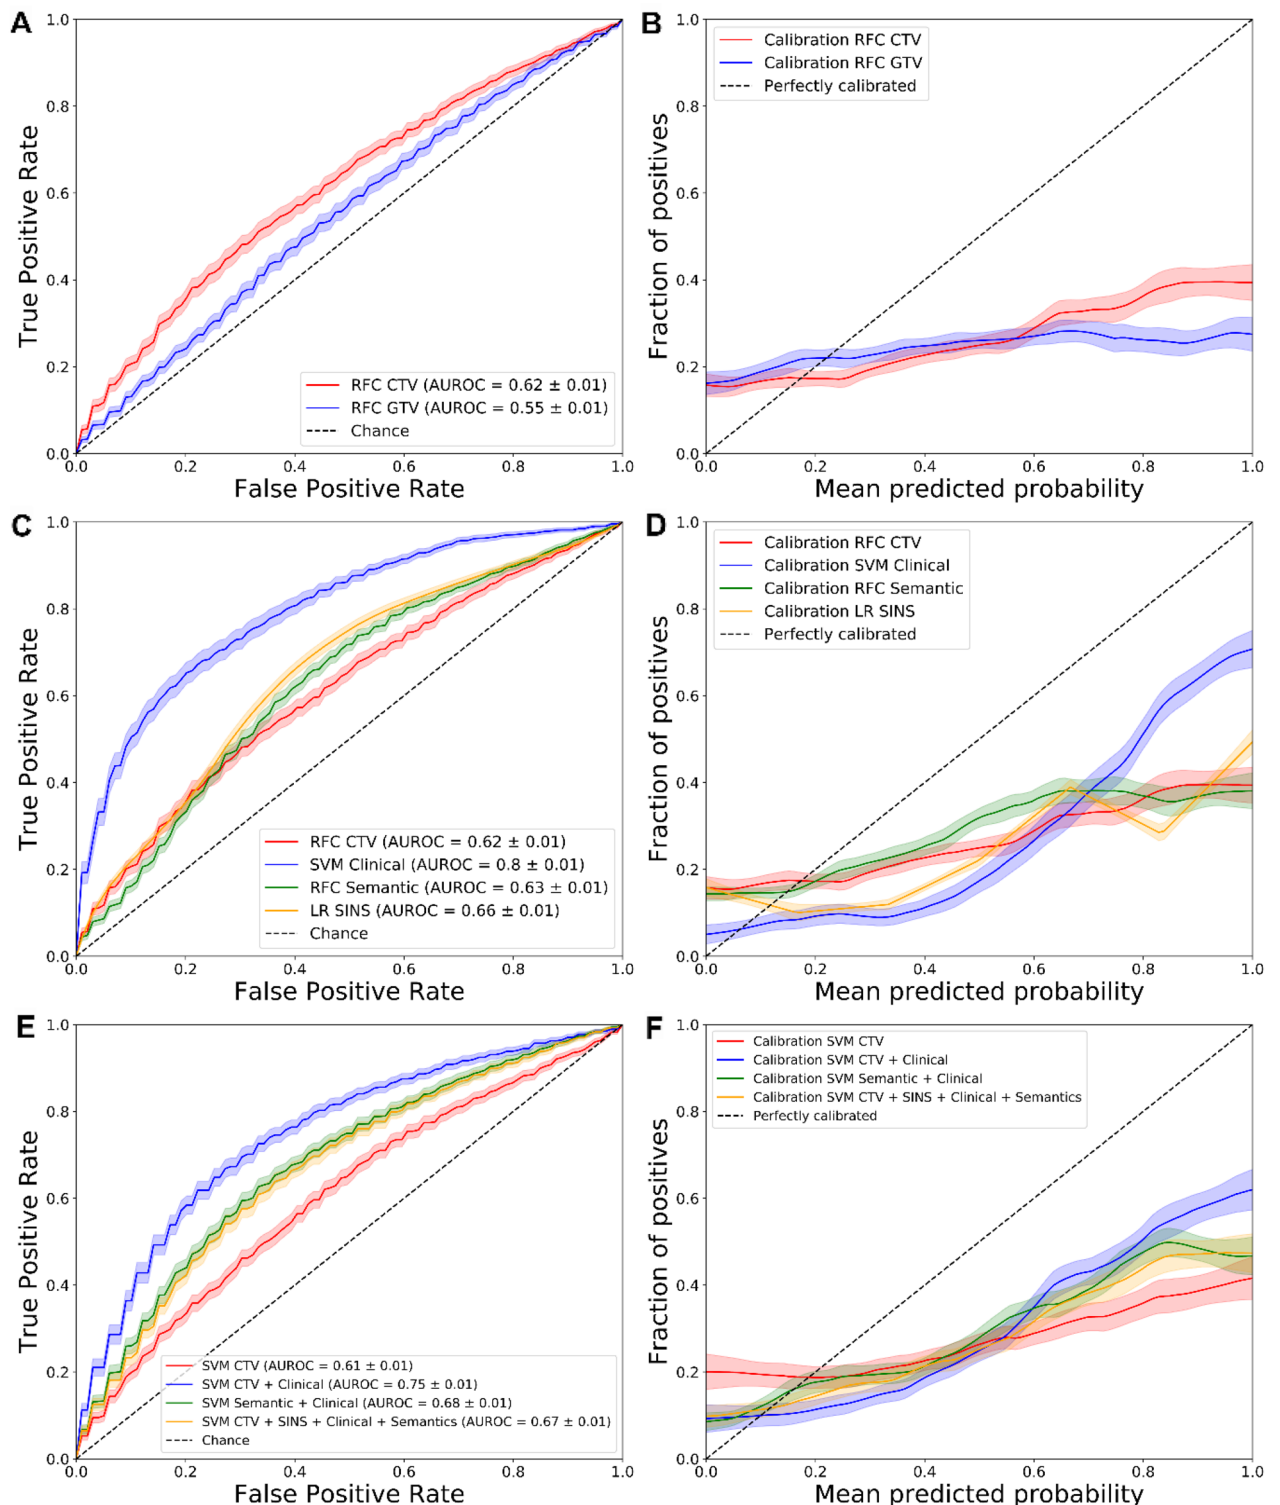 A
1.0
0.8
0.6
0.4
0.2
0.0
0.0
0.2
0.4
0.6
0.8
1.0
True Positive Rate
False Positive Rate
RFC CTV (AUROC = 0.62 ± 0.01)
RFC GTV (AUROC = 0.55 ± 0.01)
Chance
B
1.0
0.8
0.6
0.4
0.2
0.0
0.0
0.2
0.4
0.6
0.8
1.0
Fraction of positives
Mean predicted probability
Calibration RFC CTV
Calibration RFC GTV
Perfectly calibrated
C
1.0
0.8
0.6
0.4
0.2
0.0
0.0
0.2
0.4
0.6
0.8
1.0
True Positive Rate
False Positive Rate
RFC CTV (AUROC = 0.62 ± 0.01)
SVM Clinical (AUROC = 0.8 ± 0.01)
RFC Semantic (AUROC = 0.63 ± 0.01)
LR SINS (AUROC = 0.66 ± 0.01)
Chance
D
1.0
0.8
0.6
0.4
0.2
0.0
0.0
0.2
0.4
0.6
0.8
1.0
Fraction of positives
Mean predicted probability
Calibration RFC CTV
Calibration SVM Clinical
Calibration RFC Semantic
Calibration LR SINS
Perfectly calibrated
E
1.0
0.8
0.6
0.4
0.2
0.0
0.0
0.2
0.4
0.6
0.8
1.0
True Positive Rate
False Positive Rate
SVM CTV (AUROC = 0.61 ± 0.01)
SVM CTV + Clinical (AUROC = 0.75 ± 0.01)
SVM Semantic + Clinical (AUROC = 0.68 ± 0.01)
SVM CTV + SINS + Clinical + Semantics (AUROC = 0.67 ± 0.01)
Chance
F
1.0
0.8
0.6
0.4
0.2
0.0
0.0
0.2
0.4
0.6
0.8
1.0
Fraction of positives
Mean predicted probability
Calibration SVM CTV
Calibration SVM CTV + Clinical
Calibration SVM Semantic + Clinical
Calibration SVM CTV + SINS + Clinical + Semantics
Perfectly calibrated